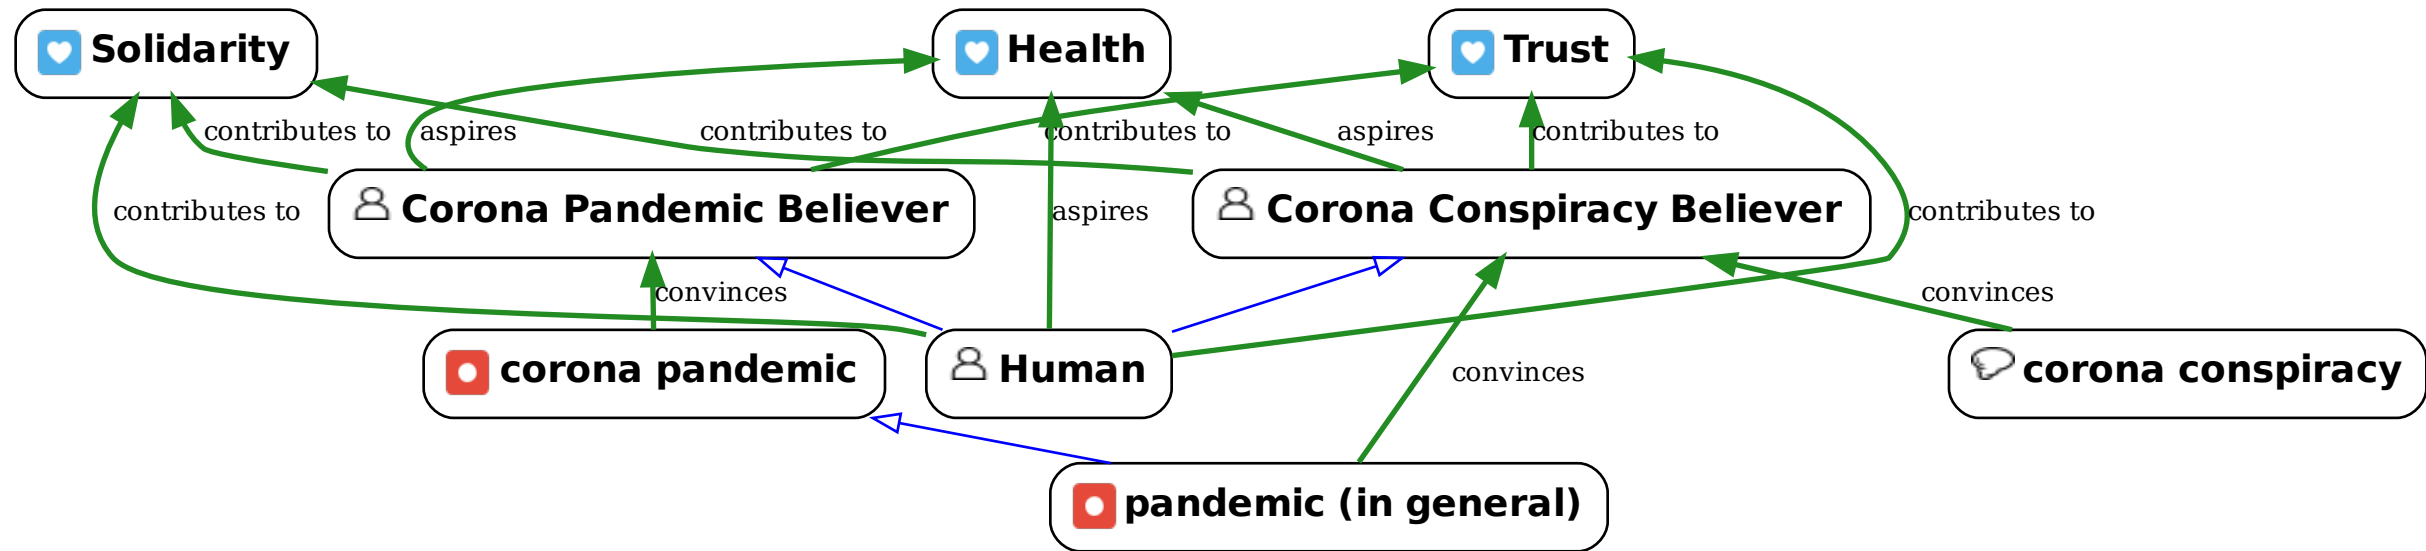 Solidarity
Health
Trust
contributes to
aspires
contributes to
contributes to
aspires
contributes to
contributes to
Corona Pandemic Believer
aspires
Corona Conspiracy Believer
contributes to
convinces
convinces
corona pandemic
Human
convinces
corona conspiracy
pandemic (in general)